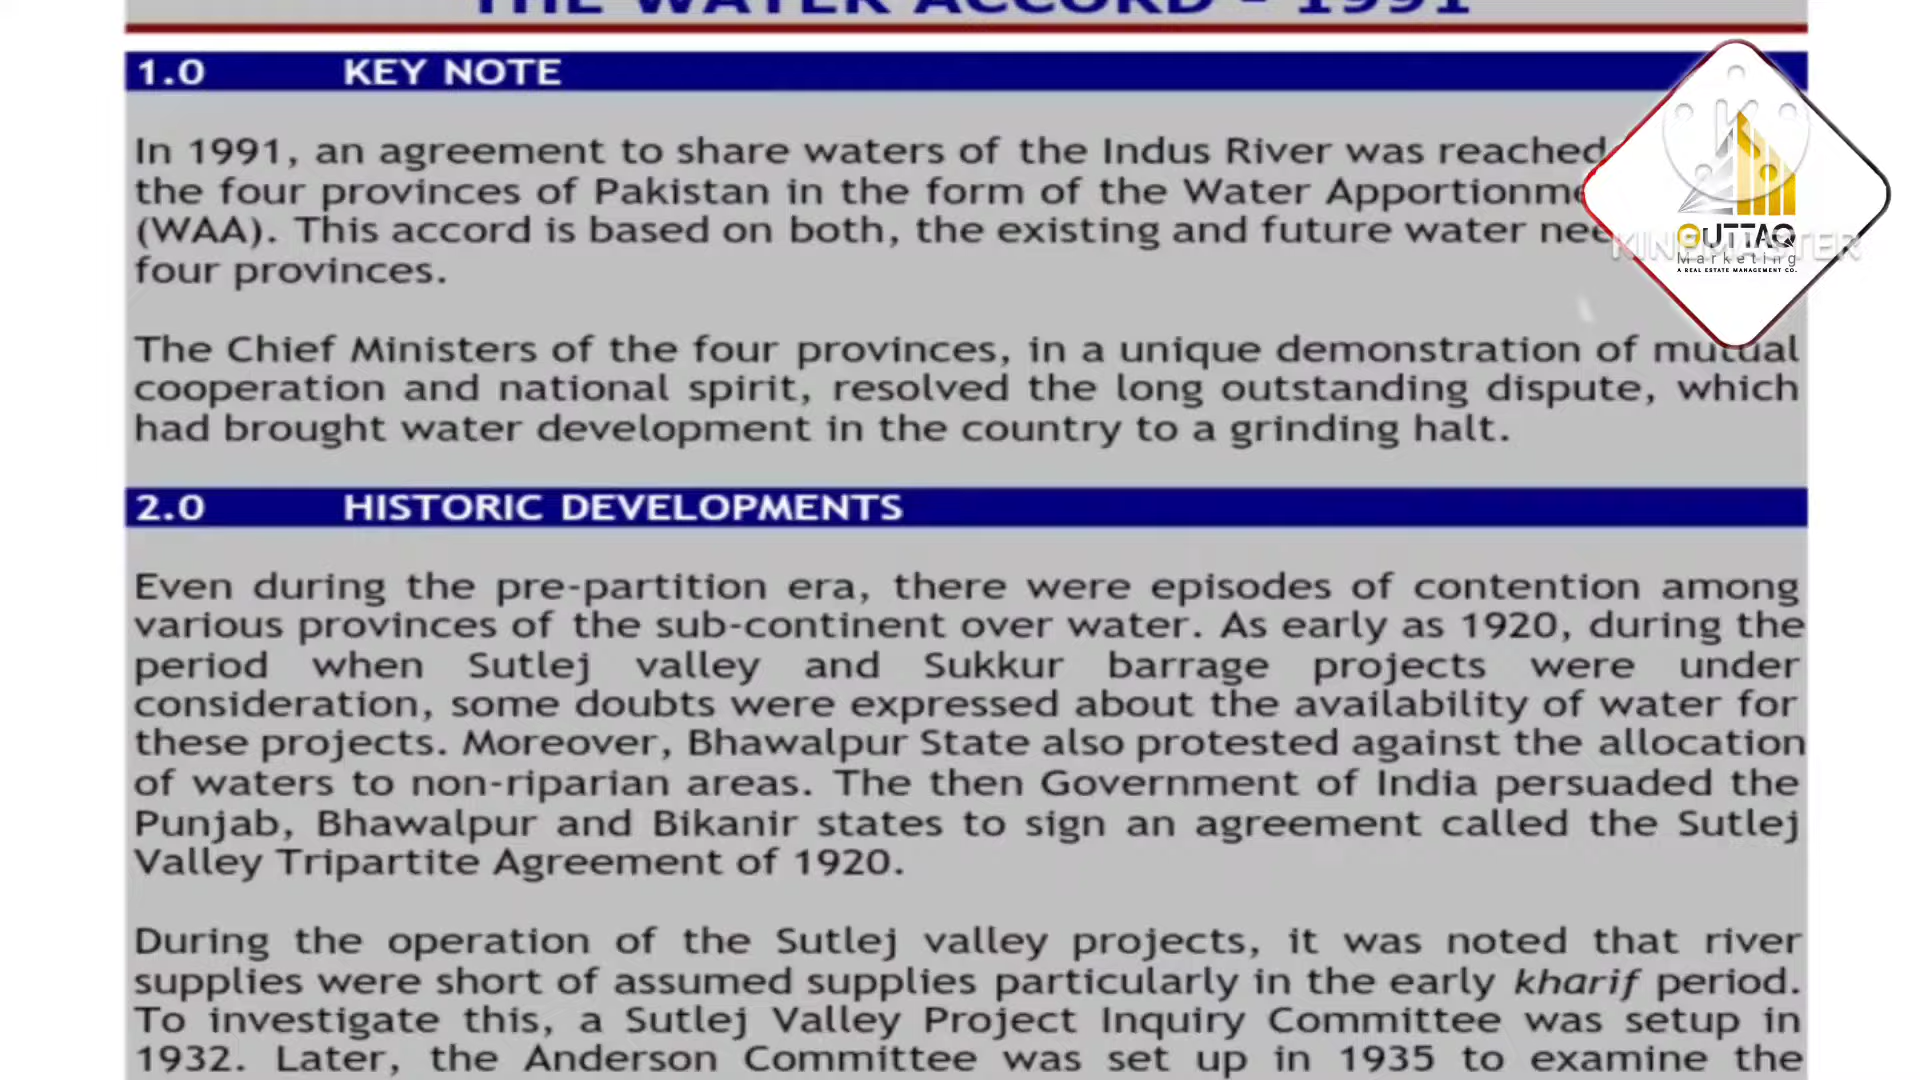 THE WATER ACCORD - 1991
1.0 KEY NOTE
In 1991, an agreement to share waters of the Indus River was reached
the four provinces of Pakistan in the form of the Water
(WAA). This accord is based on both, the existing and future water
four provinces.
The Chief Ministers of the four provinces, in a unique demonstration of mutual
cooperation and national spirit, resolved the long outstanding dispute, which
had brought water development in the country to a grinding halt.
2.0 HISTORIC DEVELOPMENTS
Even during the pre-partition era, there were episodes of contention among
various provinces of the sub-continent over water. As early as 1920, during the
period when Sutlej valley and Sukkur barrage projects were under
consideration, some doubts were expressed about the availability of water for
these projects. Moreover, Bhawalpur State also protested against the allocation
of waters to non-riparian areas. The then Government of India persuaded the
Punjab, Bhawalpur and Bikanir states to sign an agreement called the Sutlej
Valley Tripartite Agreement of 1920.
During the operation of the Sutlej valley projects, it was noted that river
supplies were short of assumed supplies particularly in the early kharif period.
To investigate this, a Sutlej Valley Project Inquiry Committee was setup in
1932. Later, the Anderson Committee was set up in 1935 to examine the
KINEMASTER
QUTTAQ
Marketing
A REAL ESTATE MANAGEMENT CO.